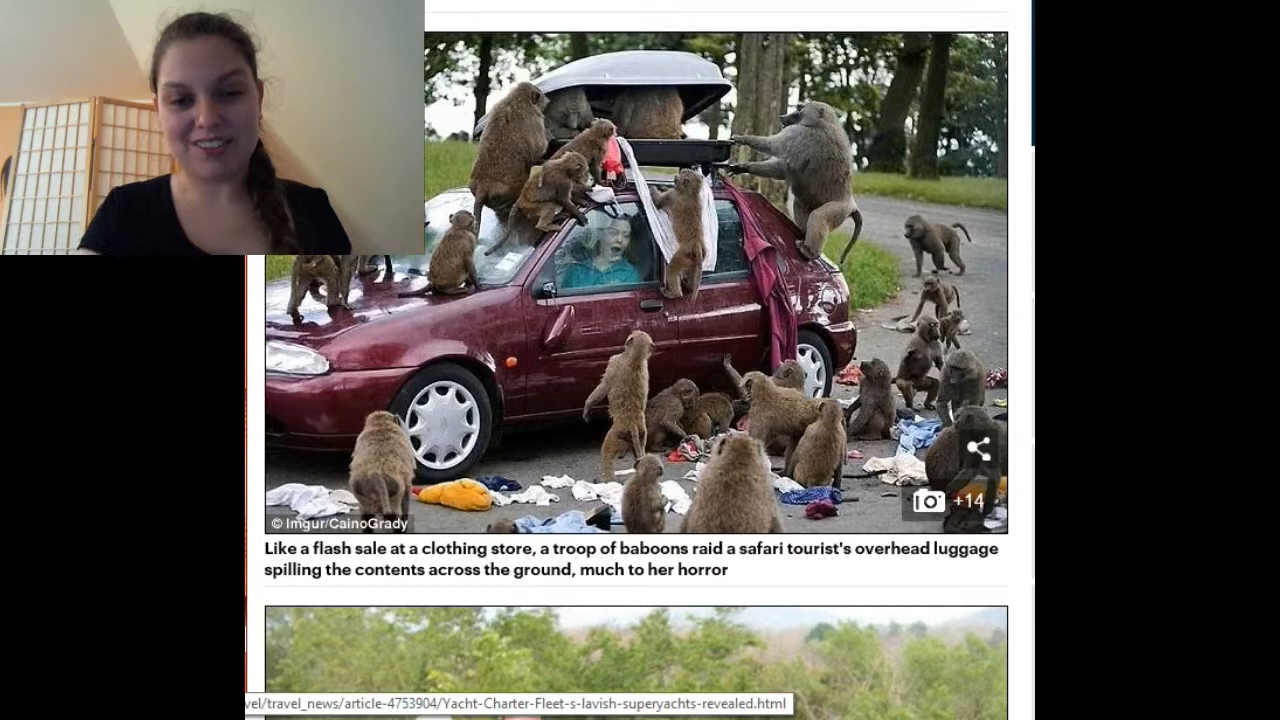 +14
© Imgur/CainoGrady
Like a flash sale at a clothing store, a troop of baboons raid a safari tourist's overhead luggage
spilling the contents across the ground, much to her horror
vel/travel_news/article-4753904/Yacht-Charter-Fleet-s-lavish-superyachts-revealed.html